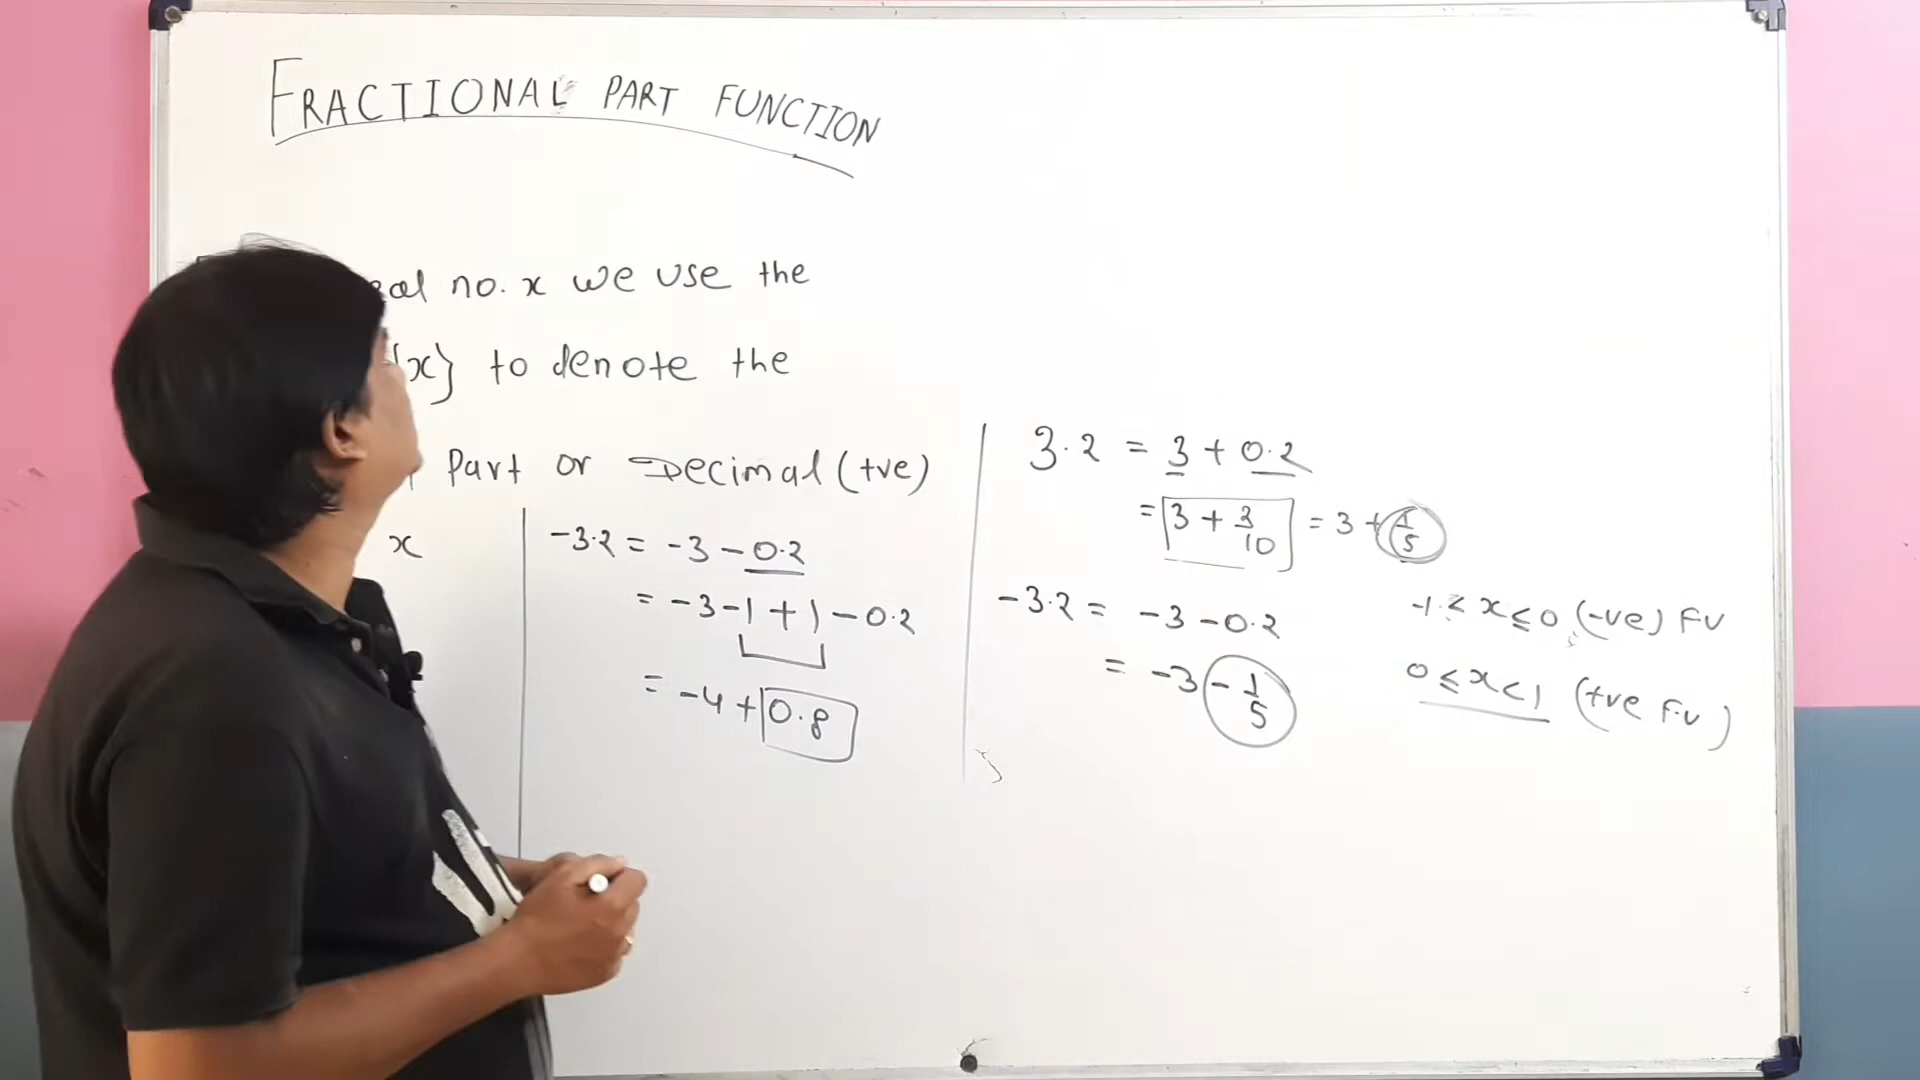 FRACTIONAL PART FUNCTION
no. x we use the
{x} to denote the
Part or Decimal (+ve)
x
-3.2 = -3 - 0.2
= -3 - 1 + 1 - 0.2
= -4 + 0.8
3.2 = 3 + 0.2
= 3 + 3/10 = 3 + 1/5
-3.2 = -3 - 0.2
= -3 - 1/5
-1 < x ≤ 0 (-ve) FV
0 ≤ x < 1 (+ve F.V)